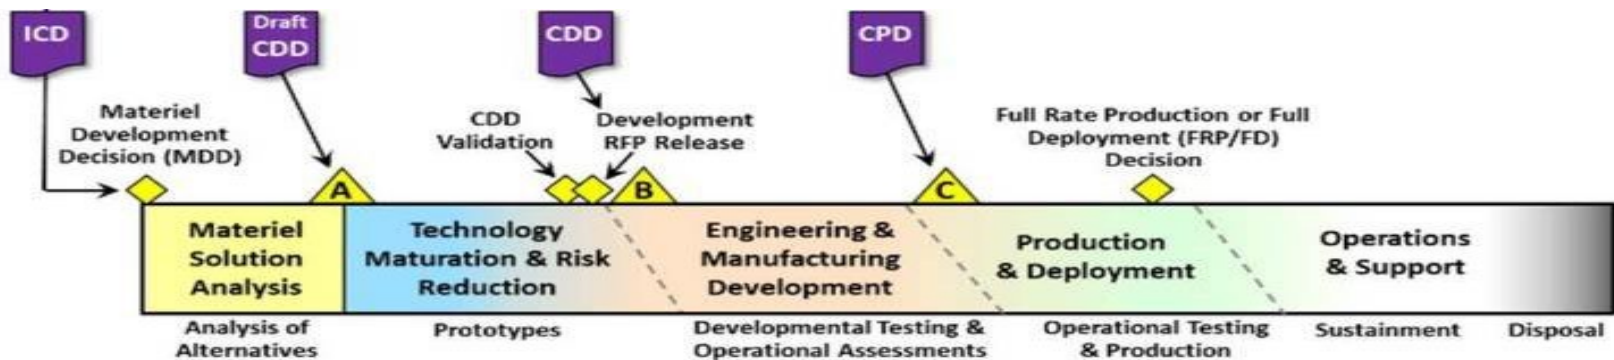 ICD
Draft
CDD
CDD
CPD
Materiel
Development
Decision (MDD)
CDD
Validation
Development
RFP Release
Full Rate Production or Full
Deployment (FRP/FD)
Decision
A
B
C
Materiel
Solution
Analysis
Technology
Maturation & Risk
Reduction
Engineering &
Manufacturing
Development
Production
& Deployment
Operations
& Support
Analysis of
Alternatives
Prototypes
Developmental Testing &
Operational Assessments
Operational Testing
& Production
Sustainment
Disposal